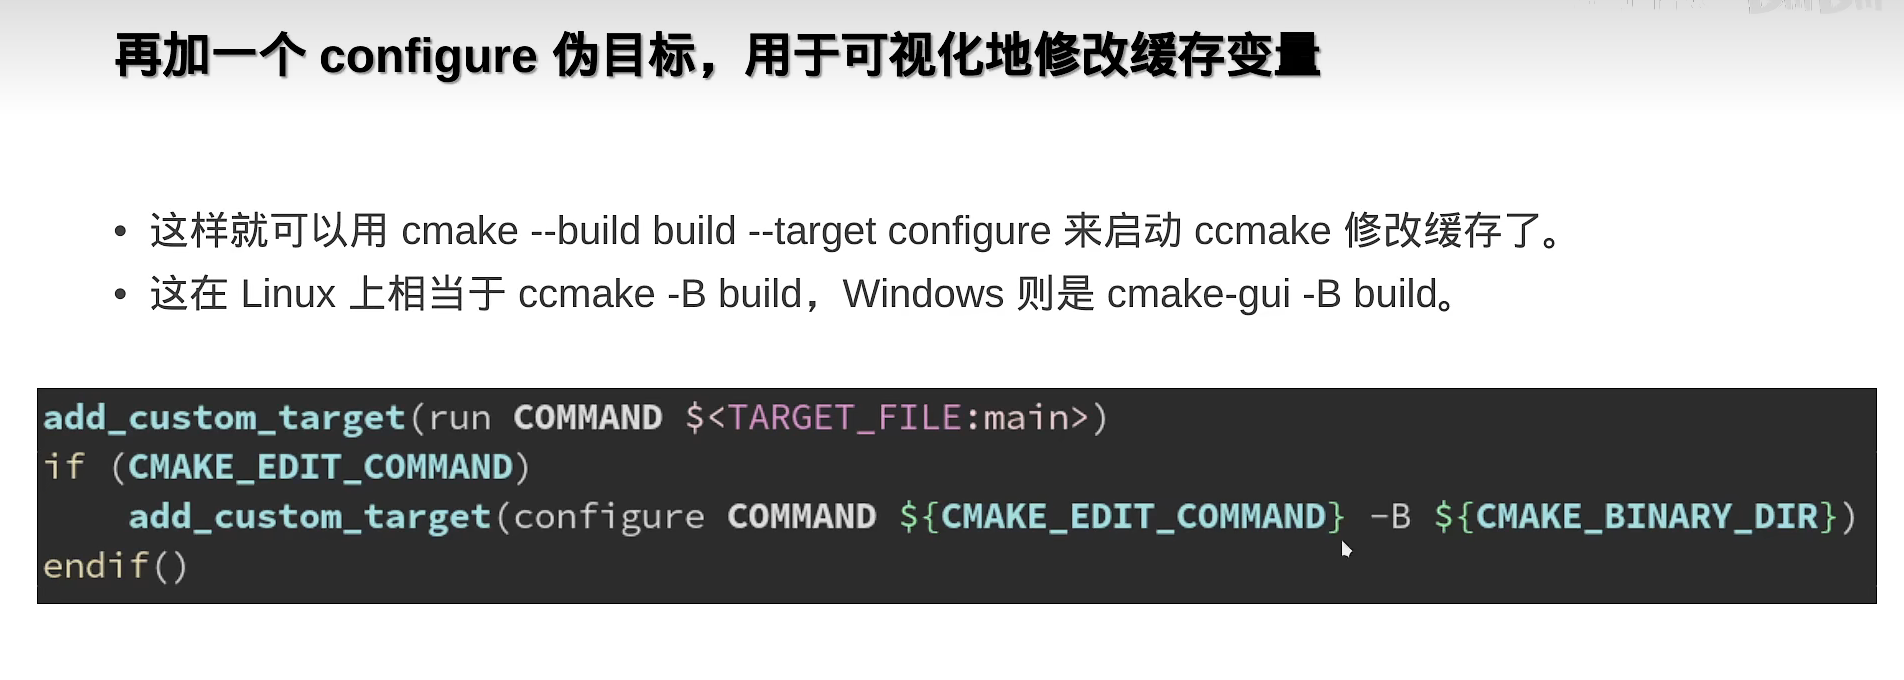 再加一个 configure 伪目标，用于可视化地修改缓存变量
• 这样就可以用 cmake --build build --target configure 来启动 ccmake 修改缓存了。
• 这在 Linux 上相当于 ccmake -B build，Windows 则是 cmake-gui -B build。
add_custom_target(run COMMAND $<TARGET_FILE:main>)
if (CMAKE_EDIT_COMMAND)
    add_custom_target(configure COMMAND ${CMAKE_EDIT_COMMAND} -B ${CMAKE_BINARY_DIR})
endif()